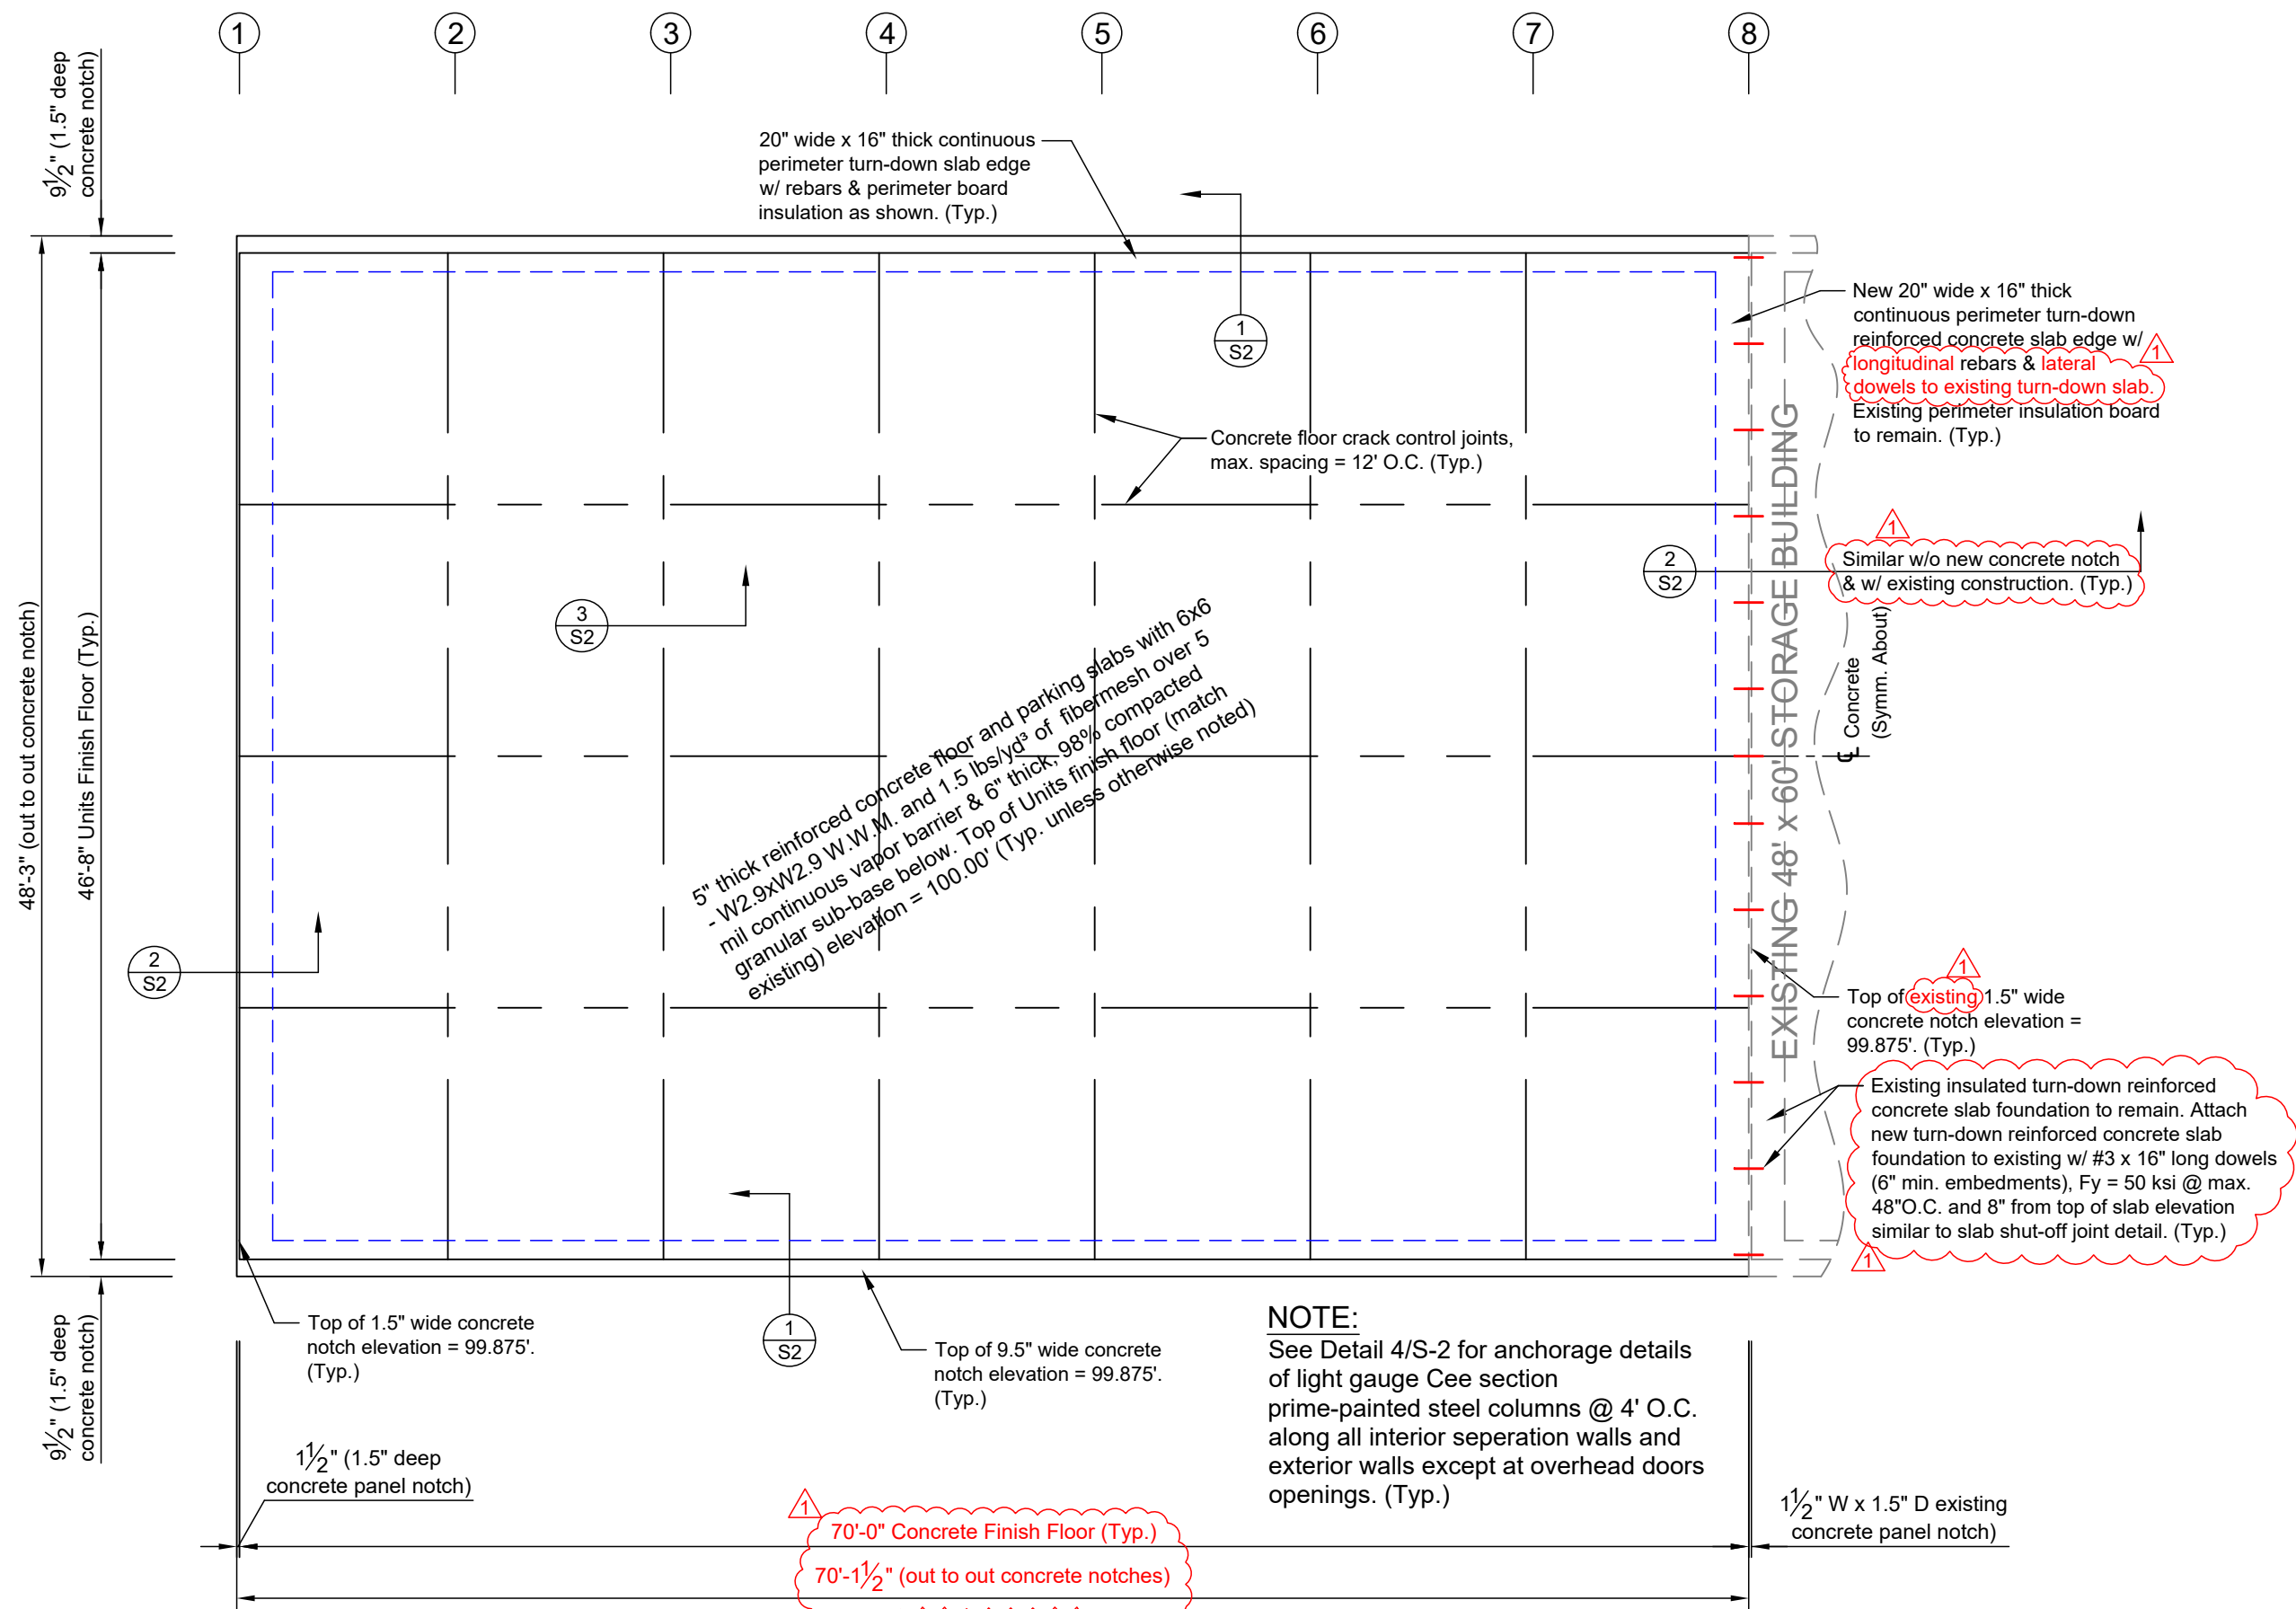 1
2
3
4
5
6
7
8
9 1/2" (1.5" deep
concrete notch)
20" wide x 16" thick continuous
perimeter turn-down slab edge
w/ rebars & perimeter board
insulation as shown. (Typ.)
1
S2
New 20" wide x 16" thick
continuous perimeter turn-down
reinforced concrete slab edge w/
longitudinal rebars & lateral
dowels to existing turn-down slab.
Existing perimeter insulation board
to remain. (Typ.)
1
Concrete floor crack control joints,
max. spacing = 12' O.C. (Typ.)
EXISTING 48' x 60' STORAGE BUILDING
1
Similar w/o new concrete notch
& w/ existing construction. (Typ.)
2
S2
3
S2
℄ Concrete
(Symm. About)
48'-3" (out to out concrete notch)
46'-8" Units Finish Floor (Typ.)
5" thick reinforced concrete floor and parking slabs with 6x6
- W2.9xW2.9 W.W.M. and 1.5 lbs/yd³ of fibermesh over 5
mil continuous vapor barrier & 6" thick, 98% compacted
granular sub-base below. Top of Units finish floor (match
existing) elevation = 100.00' (Typ. unless otherwise noted)
2
S2
1
Top of existing 1.5" wide
concrete notch elevation =
99.875'. (Typ.)
Existing insulated turn-down reinforced
concrete slab foundation to remain. Attach
new turn-down reinforced concrete slab
foundation to existing w/ #3 x 16" long dowels
(6" min. embedments), Fy = 50 ksi @ max.
48"O.C. and 8" from top of slab elevation
similar to slab shut-off joint detail. (Typ.)
1
9 1/2" (1.5" deep
concrete notch)
Top of 1.5" wide concrete
notch elevation = 99.875'.
(Typ.)
1
S2
Top of 9.5" wide concrete
notch elevation = 99.875'.
(Typ.)
NOTE:
See Detail 4/S-2 for anchorage details
of light gauge Cee section
prime-painted steel columns @ 4' O.C.
along all interior seperation walls and
exterior walls except at overhead doors
openings. (Typ.)
1 1/2" (1.5" deep
concrete panel notch)
1 1/2" W x 1.5" D existing
concrete panel notch)
1
70'-0" Concrete Finish Floor (Typ.)
70'-1 1/2" (out to out concrete notches)